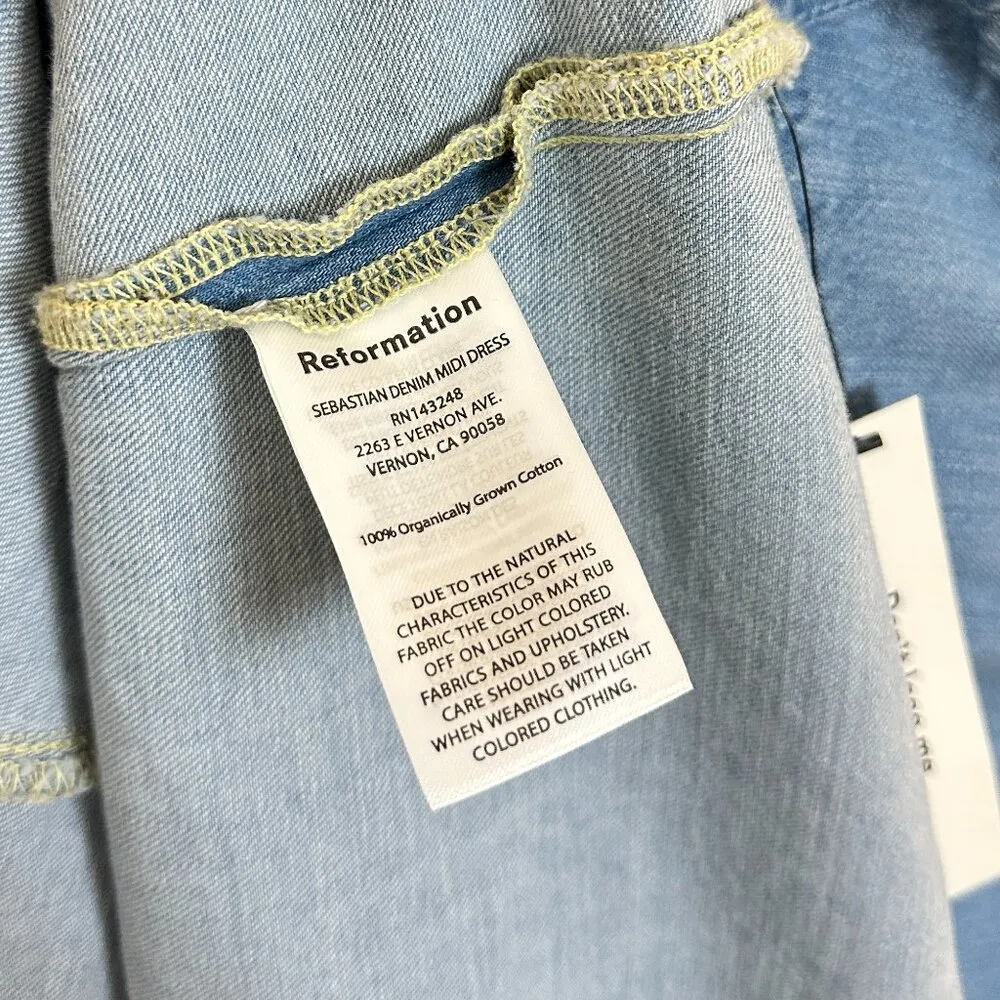 Reformation
SEBASTIAN DENIM MIDI DRESS
RN143248
2263 E VERNON AVE.
VERNON, CA 90058
100% Organically Grown Cotton
DUE TO THE NATURAL
CHARACTERISTICS OF THIS
FABRIC THE COLOR MAY RUB
OFF ON LIGHT COLORED
FABRICS AND UPHOLSTERY.
CARE SHOULD BE TAKEN
WHEN WEARING WITH LIGHT
COLORED CLOTHING.